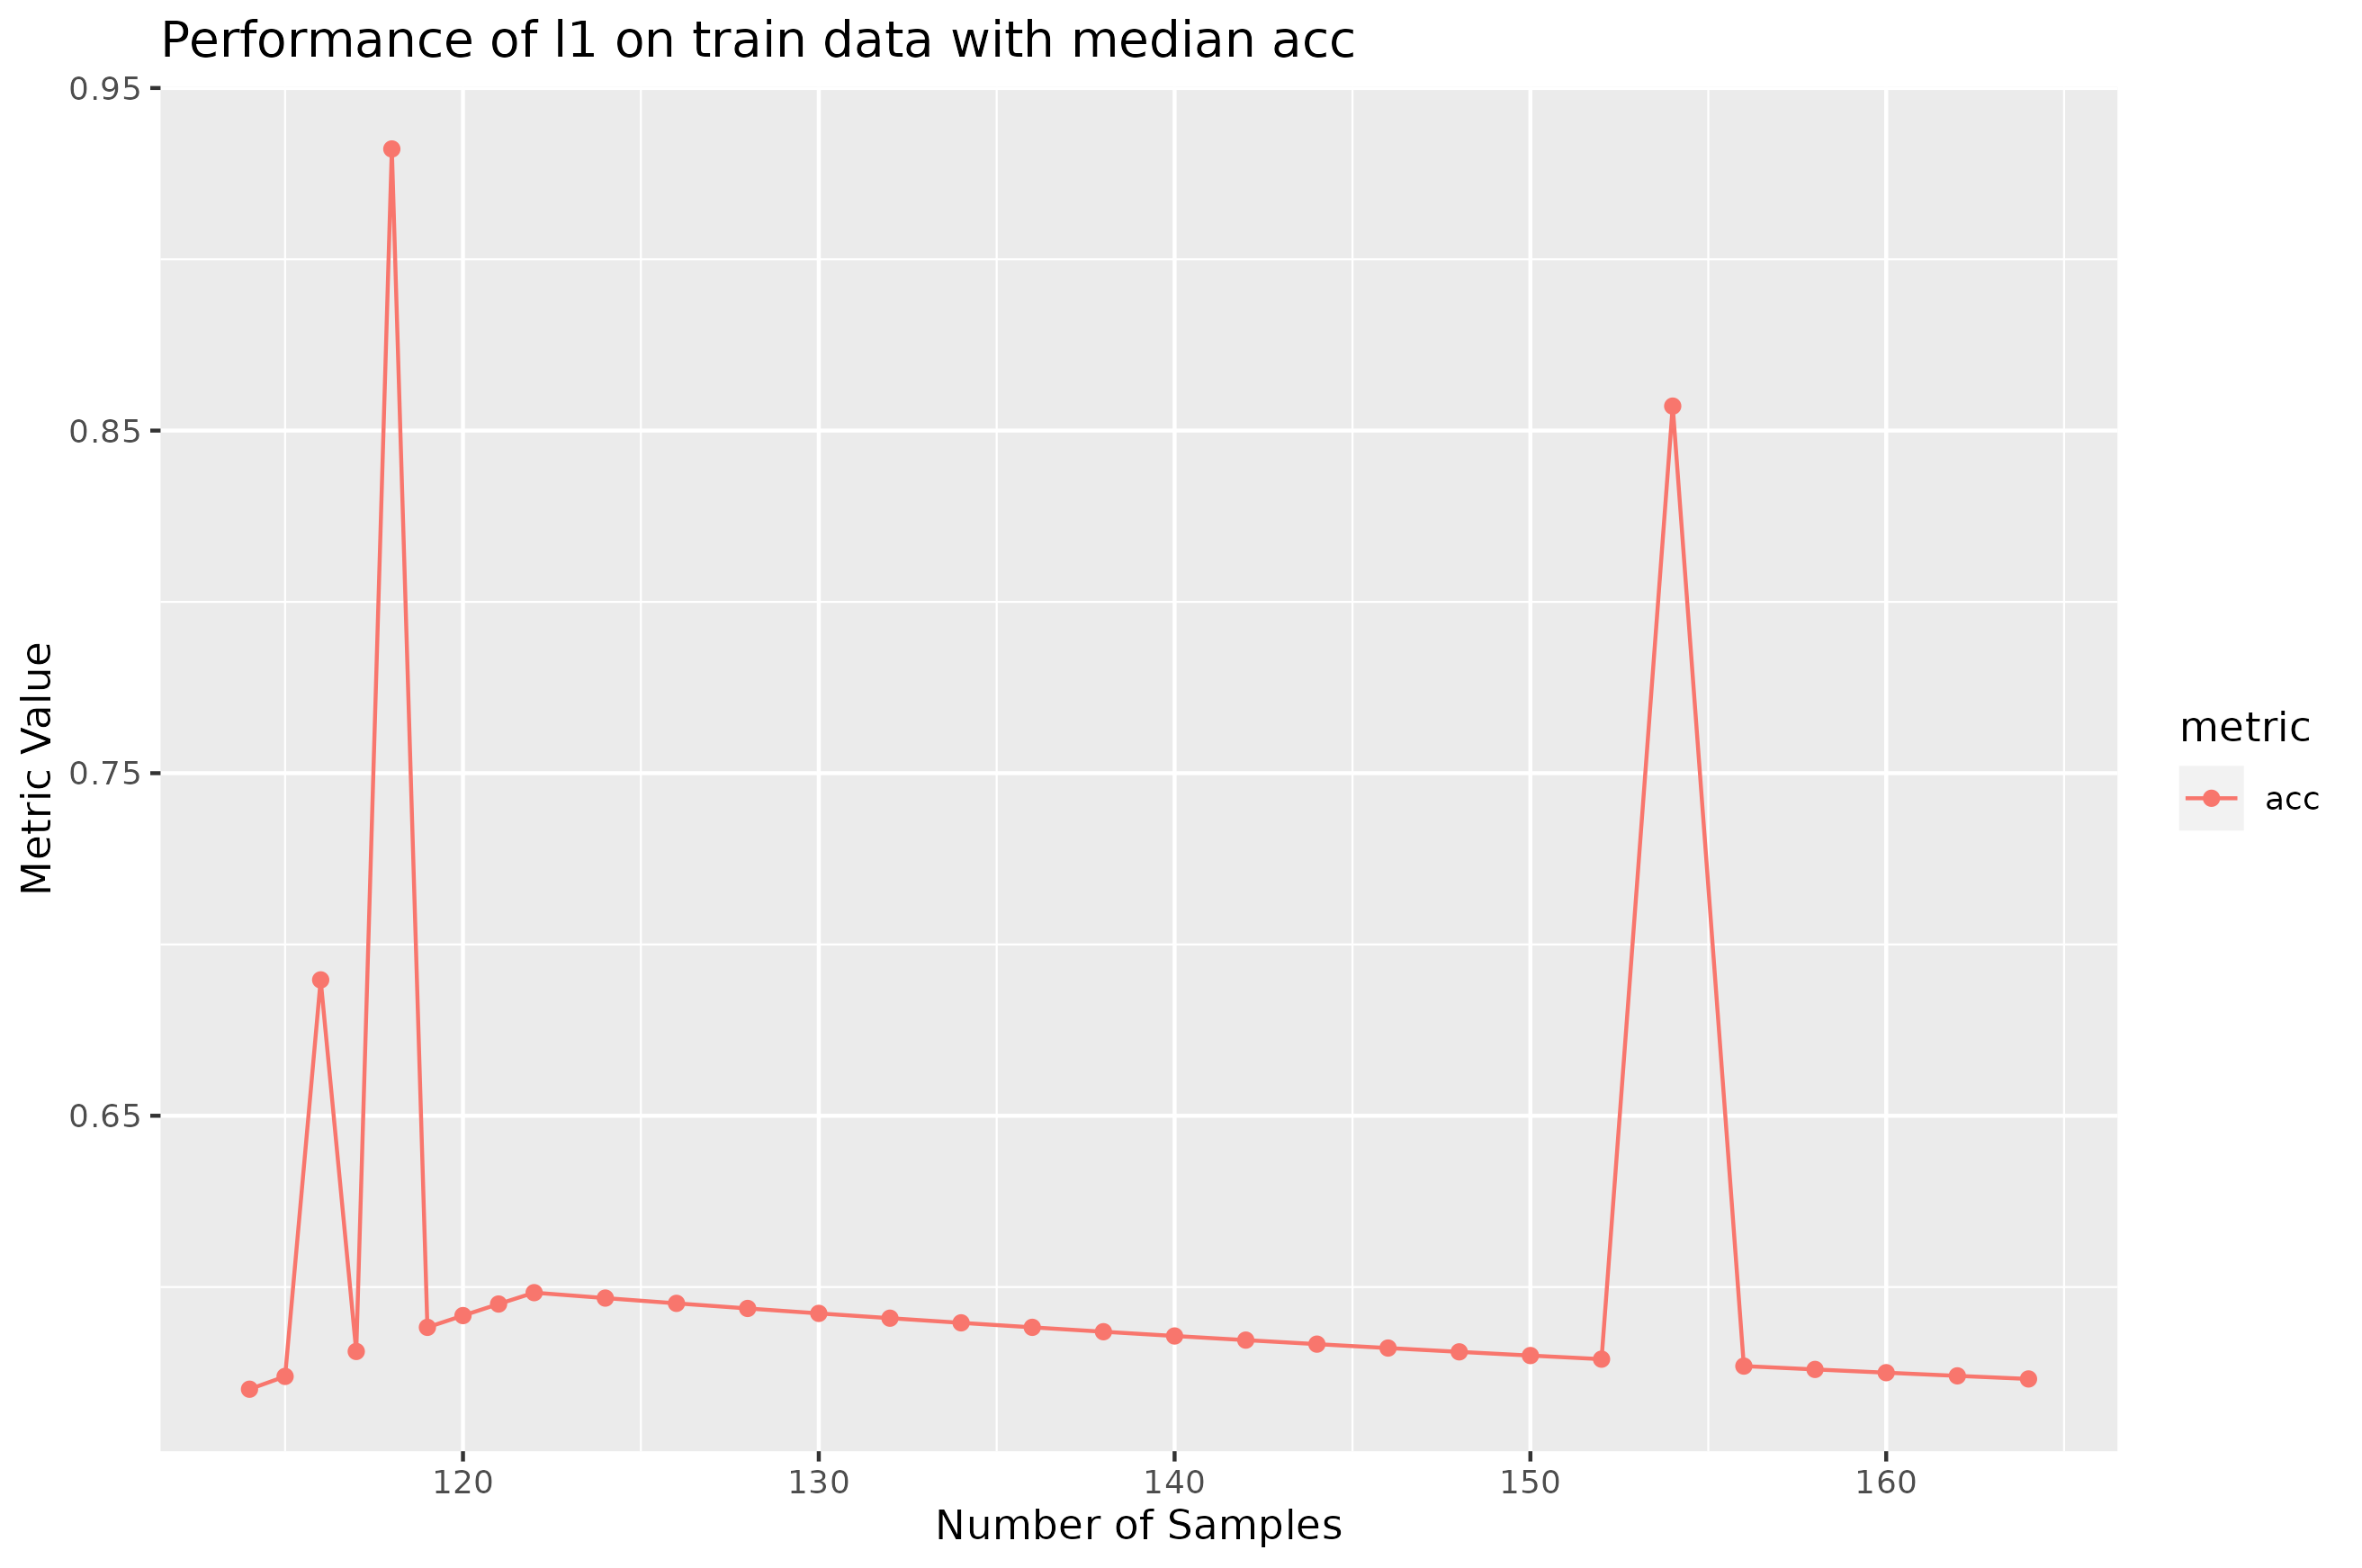 Performance of l1 on train data with median acc
0.95
0.85
0.75
0.65
Metric Value
120 130 140 150 160
Number of Samples
metric
acc